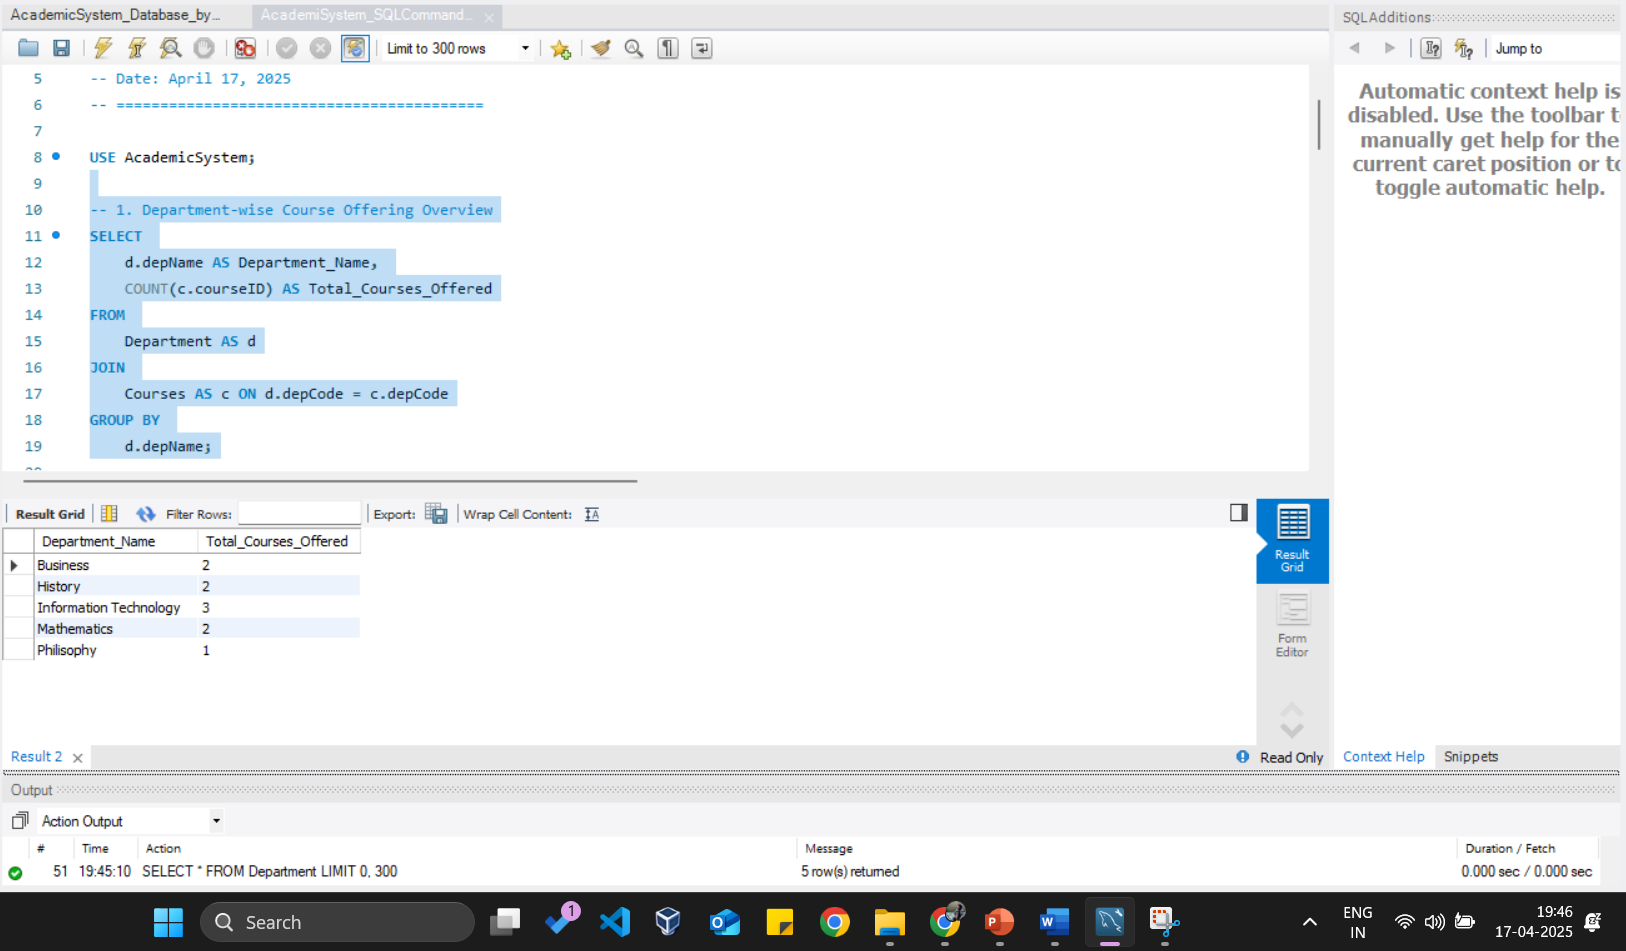 AcademicSystem_Database_by...
AcademiSystem_SQLCommand...
SQLAdditions
Limit to 300 rows
Jump to
5 -- Date: April 17, 2025
6 -- ==========================================
7
8 USE AcademicSystem;
9
10 -- 1. Department-wise Course Offering Overview
11 SELECT
12 d.depName AS Department_Name,
13 COUNT(c.courseID) AS Total_Courses_Offered
14 FROM
15 Department AS d
16 JOIN
17 Courses AS c ON d.depCode = c.depCode
18 GROUP BY
19 d.depName;
Automatic context help is
disabled. Use the toolbar t
manually get help for the
current caret position or to
toggle automatic help.
Result Grid
Filter Rows:
Export:
Wrap Cell Content:
Department_Name Total_Courses_Offered
Business 2
History 2
Information Technology 3
Mathematics 2
Philisophy 1
Result
Grid
Form
Editor
Result 2
Read Only
Context Help
Snippets
Output
Action Output
# Time Action Message Duration / Fetch
51 19:45:10 SELECT * FROM Department LIMIT 0, 300 5 row(s) returned 0.000 sec / 0.000 sec
Search
1
ENG
IN
19:46
17-04-2025